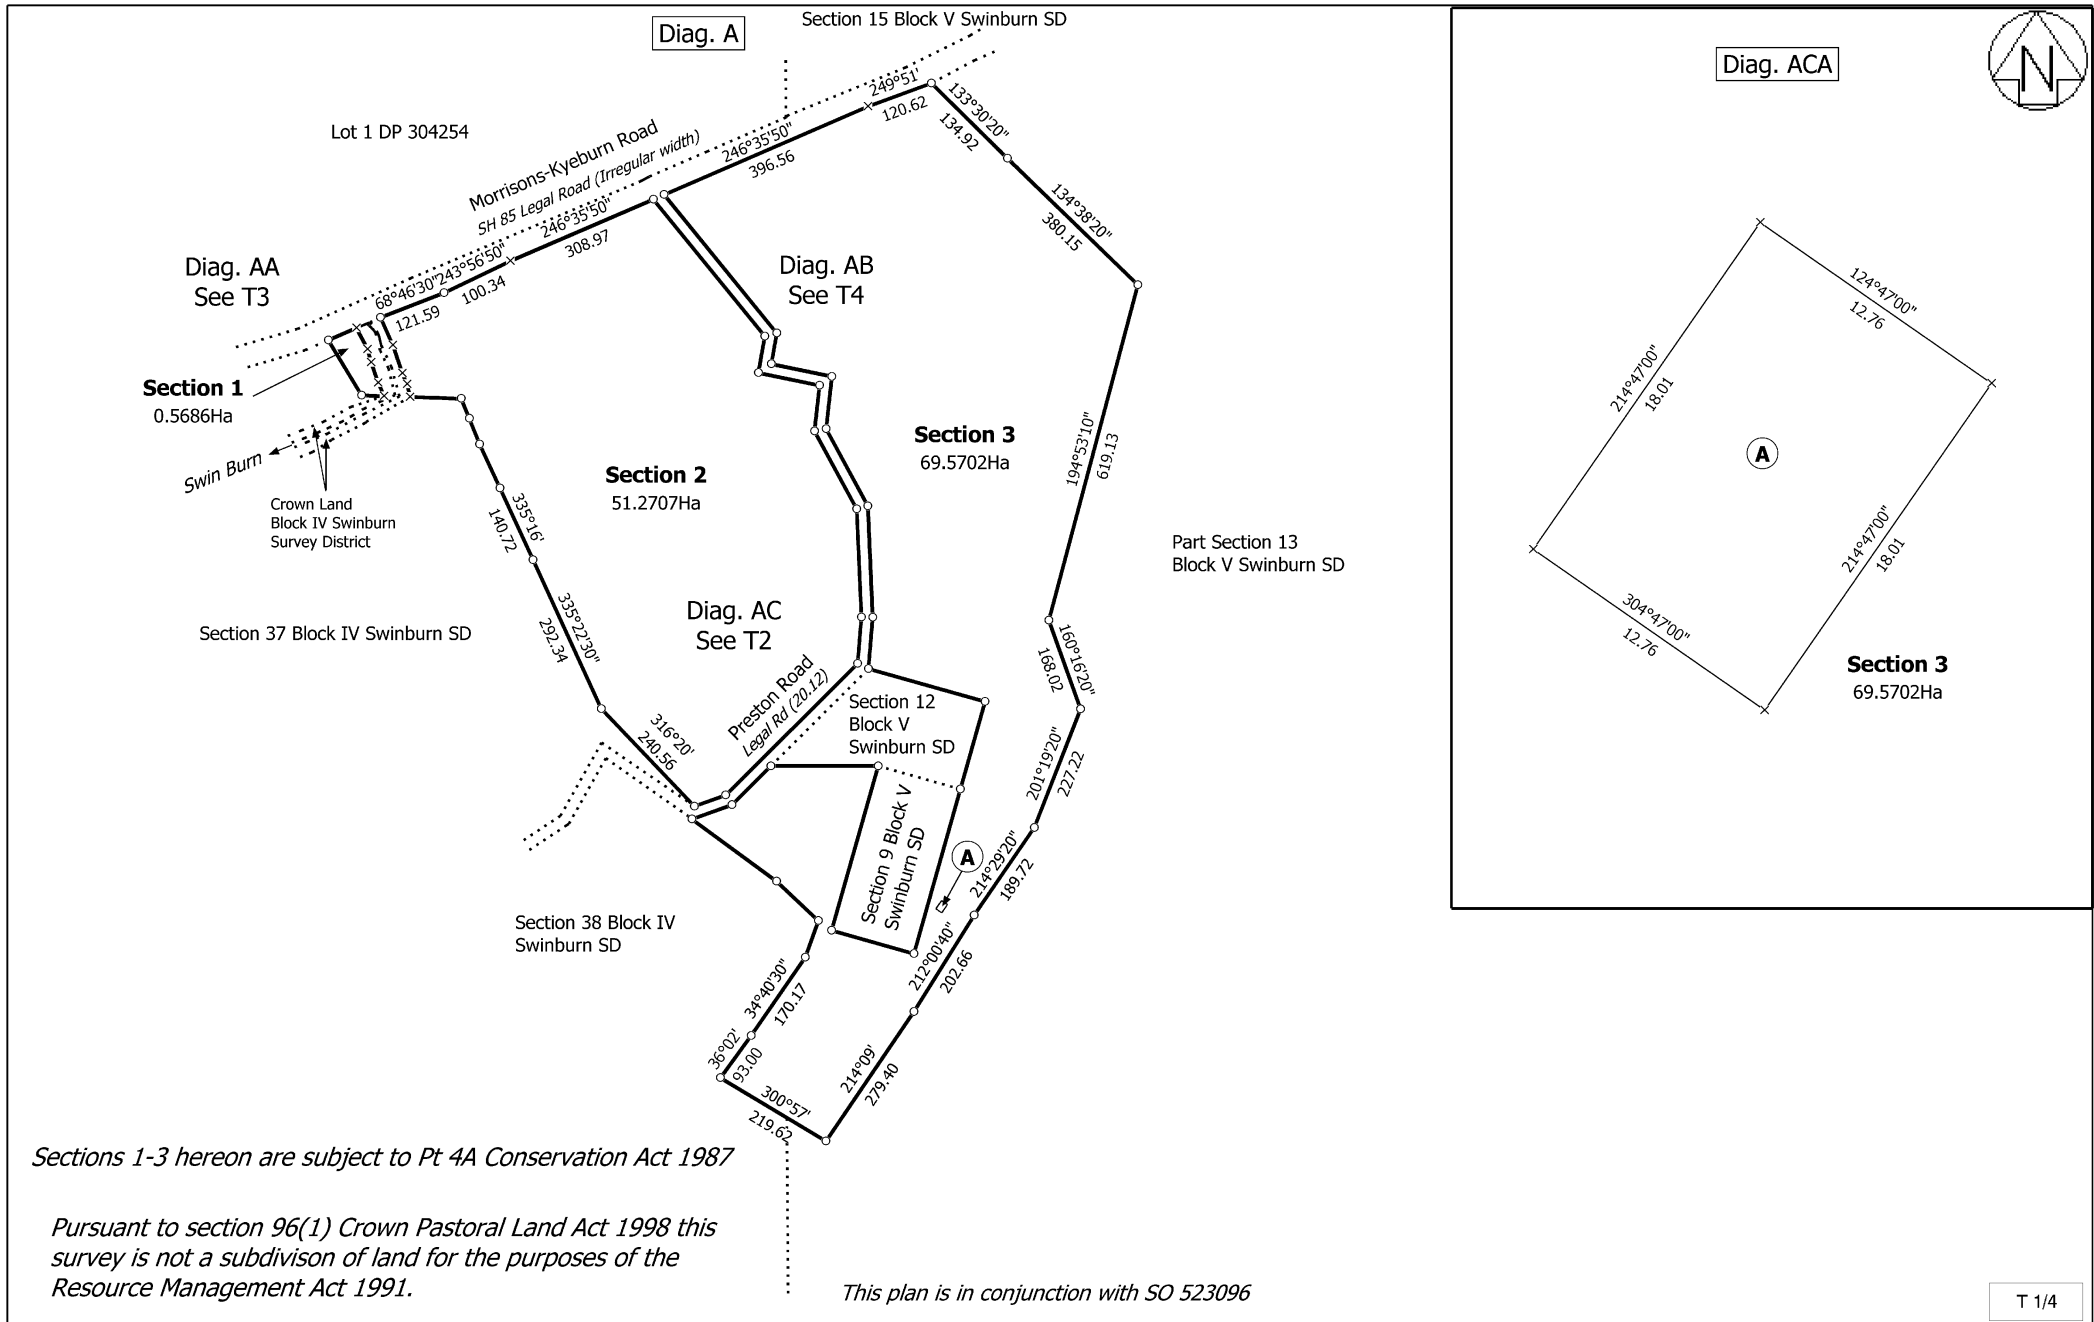 Diag. A
Section 15 Block V Swinburn SD
Diag. ACA
N
Lot 1 DP 304254
Morrisons-Kyeburn Road
SH 85 Legal Road (Irregular width)
249°51'
120.62
246°35'50"
396.56
246°35'50"
308.97
243°56'50"
100.34
68°46'30"
121.59
133°30'20"
134.92
134°38'20"
380.15
Diag. AA
See T3
Diag. AB
See T4
Section 1
0.5686Ha
Swin Burn
Crown Land
Block IV Swinburn
Survey District
Section 2
51.2707Ha
Section 3
69.5702Ha
194°53'10"
619.13
335°16'
140.72
335°22'30"
292.34
Part Section 13
Block V Swinburn SD
Section 37 Block IV Swinburn SD
Diag. AC
See T2
Preston Road
Legal Rd (20.12)
316°20'
240.56
160°16'20"
168.02
Section 12
Block V
Swinburn SD
201°19'20"
227.22
Section 9 Block V
Swinburn SD
A
214°29'20"
189.72
Section 38 Block IV
Swinburn SD
212°00'40"
202.66
34°40'30"
170.17
36°02'
93.00
214°09'
279.40
300°57'
219.62
124°47'00"
12.76
214°47'00"
18.01
A
214°47'00"
18.01
304°47'00"
12.76
Section 3
69.5702Ha
Sections 1-3 hereon are subject to Pt 4A Conservation Act 1987
Pursuant to section 96(1) Crown Pastoral Land Act 1998 this
survey is not a subdivison of land for the purposes of the
Resource Management Act 1991.
This plan is in conjunction with SO 523096
T 1/4